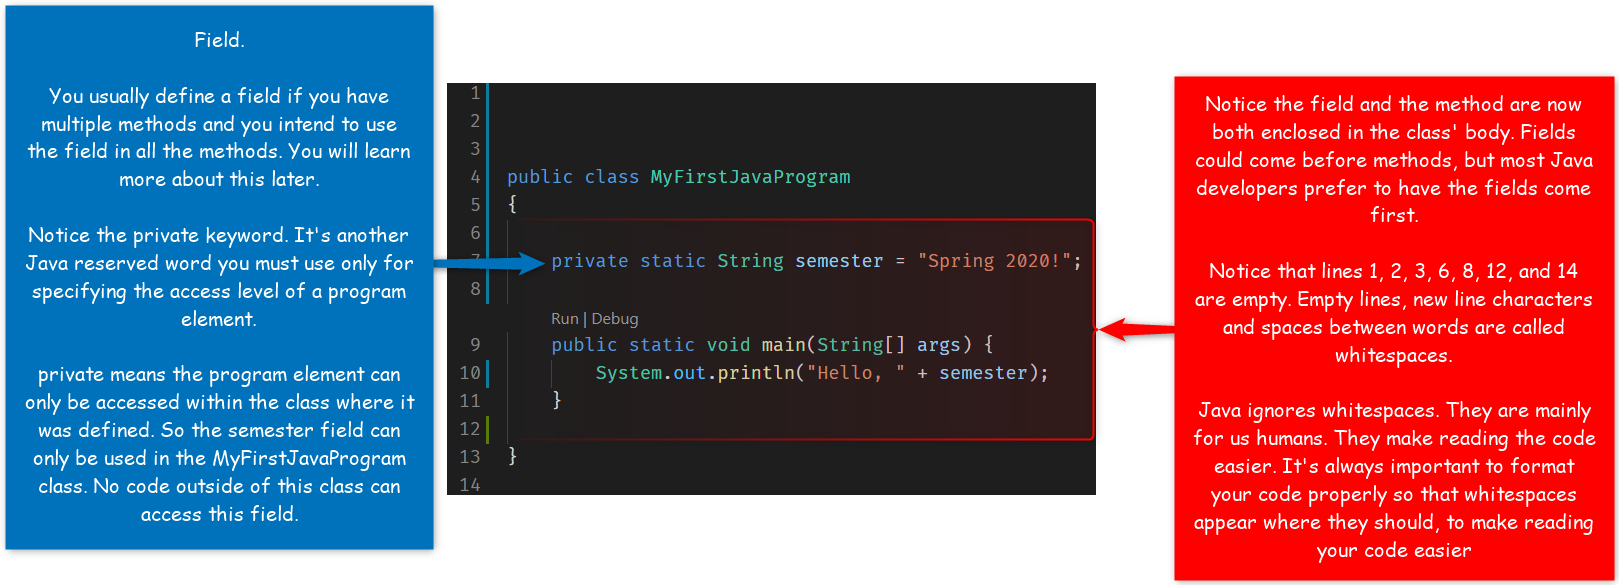 Field.
You usually define a field if you have
multiple methods and you intend to use
the field in all the methods. You will learn
more about this later.
Notice the private keyword. It's another
Java reserved word you must use only for
specifying the access level of a program
element.
private means the program element can
only be accessed within the class where it
was defined. So the semester field can
only be used in the MyFirstJavaProgram
class. No code outside of this class can
access this field.
1
2
3
4 public class MyFirstJavaProgram
5 {
6
7 private static String semester = "Spring 2020!";
8
Run | Debug
9 public static void main(String[] args) {
10 System.out.println("Hello, " + semester);
11 }
12
13 }
14
Notice the field and the method are now
both enclosed in the class' body. Fields
could come before methods, but most Java
developers prefer to have the fields come
first.
Notice that lines 1, 2, 3, 6, 8, 12, and 14
are empty. Empty lines, new line characters
and spaces between words are called
whitespaces.
Java ignores whitespaces. They are mainly
for us humans. They make reading the code
easier. It's always important to format
your code properly so that whitespaces
appear where they should, to make reading
your code easier